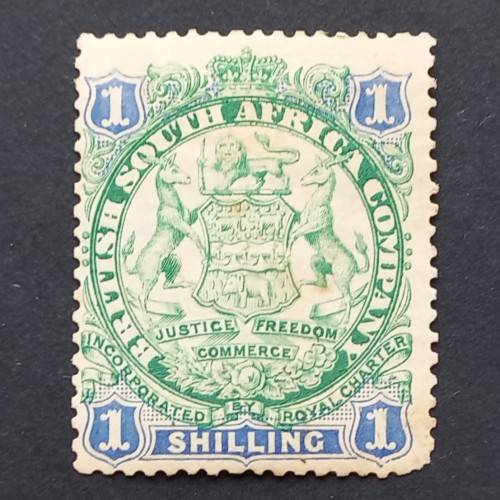 1 1
BRITISH SOUTH AFRICA COMPANY
JUSTICE FREEDOM
COMMERCE
INCORPORATED BY ROYAL CHARTER
1 SHILLING 1